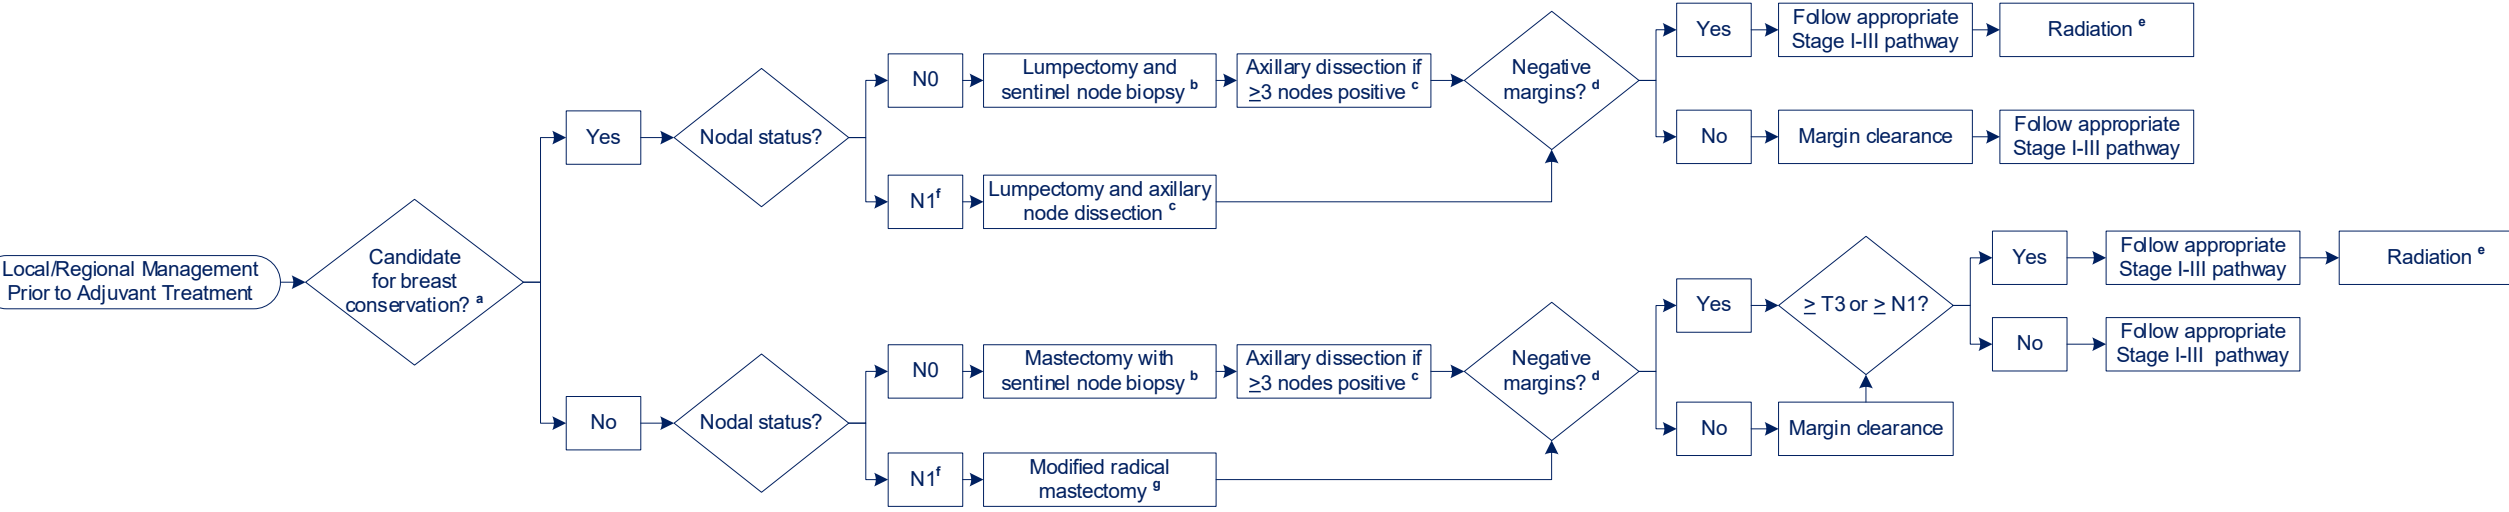 Local/Regional Management
Prior to Adjuvant Treatment
Candidate
for breast
conservation? a
Yes
Nodal status?
N0
Lumpectomy and
sentinel node biopsy b
Axillary dissection if
≥3 nodes positive c
N1f
Lumpectomy and axillary
node dissection c
Negative
margins? d
Yes
Follow appropriate
Stage I-III pathway
Radiation e
No
Margin clearance
Follow appropriate
Stage I-III pathway
No
Nodal status?
N0
Mastectomy with
sentinel node biopsy b
Axillary dissection if
≥3 nodes positive c
N1f
Modified radical
mastectomy g
Negative
margins? d
Yes
≥ T3 or ≥ N1?
No
Margin clearance
Yes
Follow appropriate
Stage I-III pathway
Radiation e
No
Follow appropriate
Stage I-III pathway